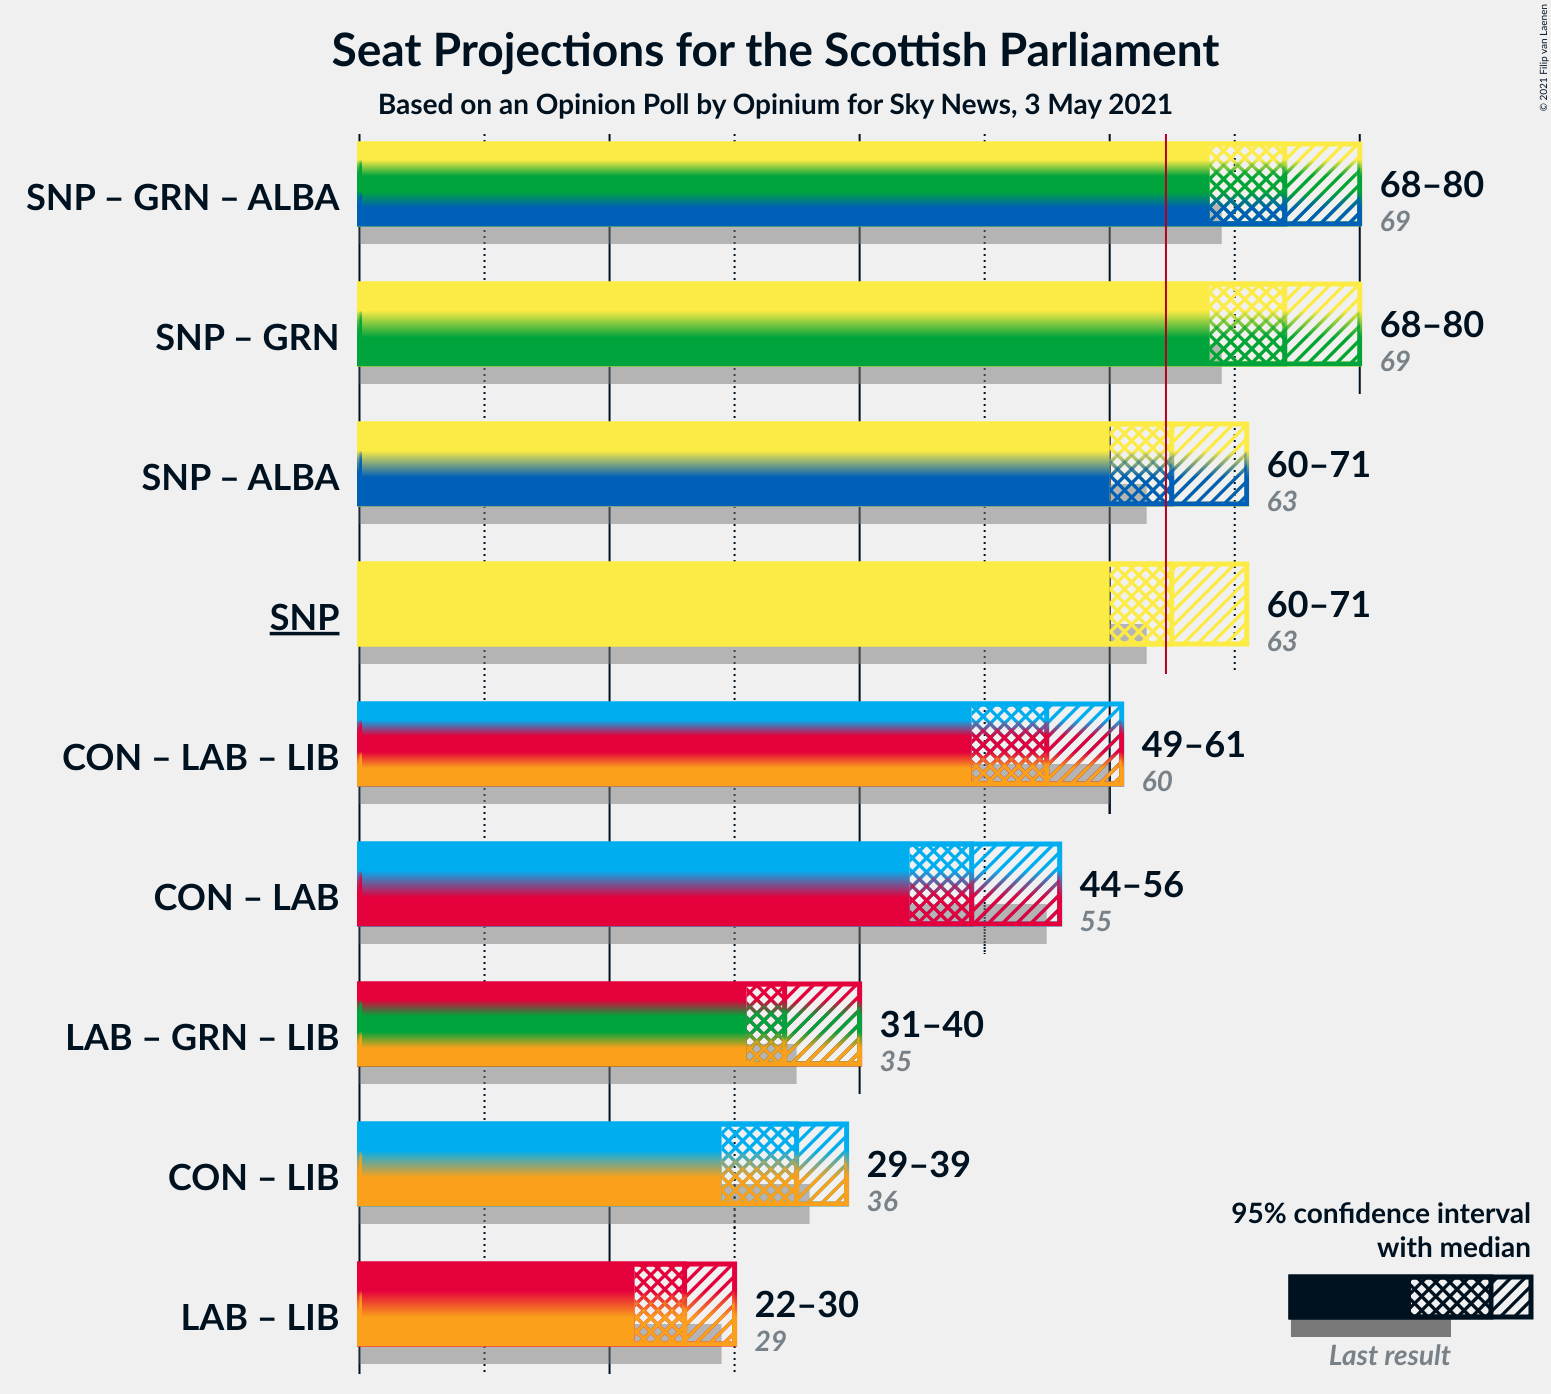 Seat Projections for the Scottish Parliament
Based on an Opinion Poll by Opinium for Sky News, 3 May 2021
© 2021 Filip van Laenen
SNP – GRN – ALBA
68–80
69
SNP – GRN
68–80
69
SNP – ALBA
60–71
63
SNP
60–71
63
CON – LAB – LIB
49–61
60
CON – LAB
44–56
55
LAB – GRN – LIB
31–40
35
CON – LIB
29–39
36
LAB – LIB
22–30
29
95% confidence interval
with median
Last result